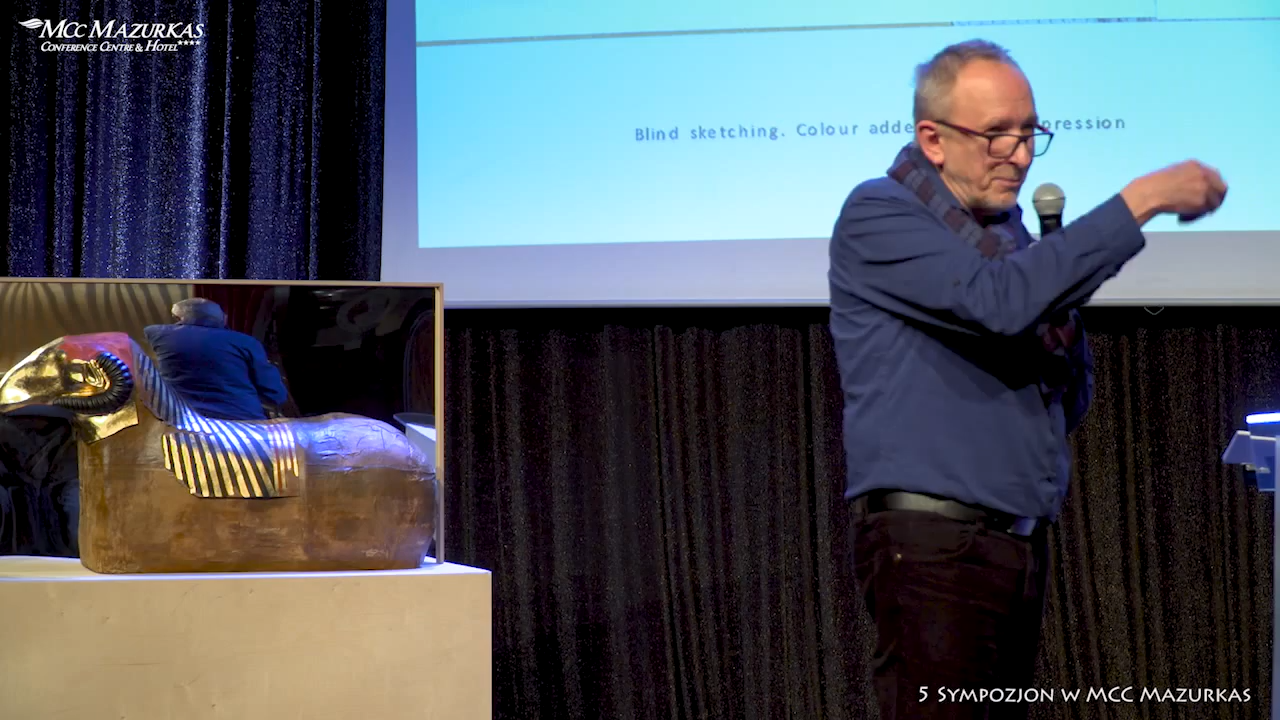 MCC MAZURKAS
CONFERENCE CENTRE & HOTEL****
Blind sketching. Colour adde pression
5 SYMPOZJON W MCC MAZURKAS